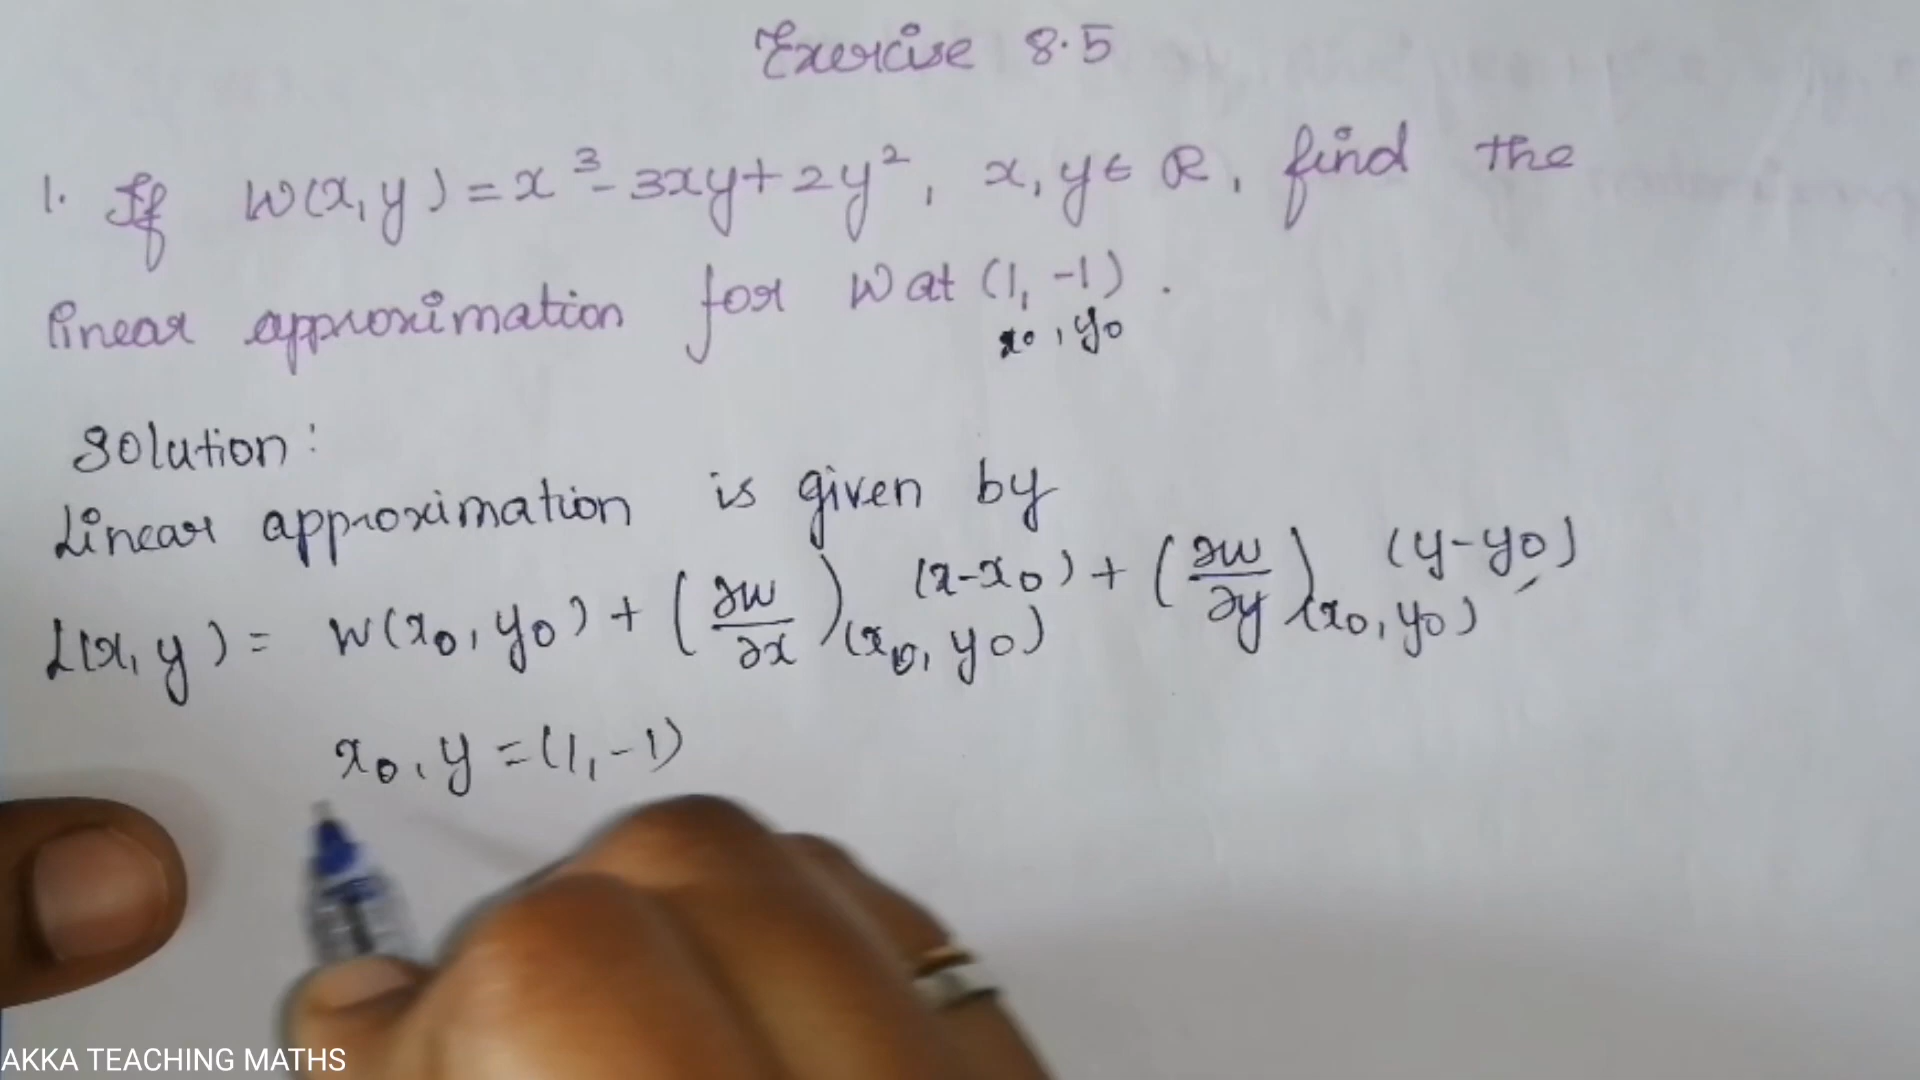 Exercise 8.5
1. If W(x, y) = x³ - 3xy + 2y², x, y ∈ R, find the
linear approximation for W at (1, -1).
x₀, y₀
Solution:
Linear approximation is given by
L(x, y) = W(x₀, y₀) + (∂w/∂x)(x₀, y₀) (x-x₀) + (∂w/∂y)(x₀, y₀) (y-y₀)
x₀, y = (1, -1)
AKKA TEACHING MATHS